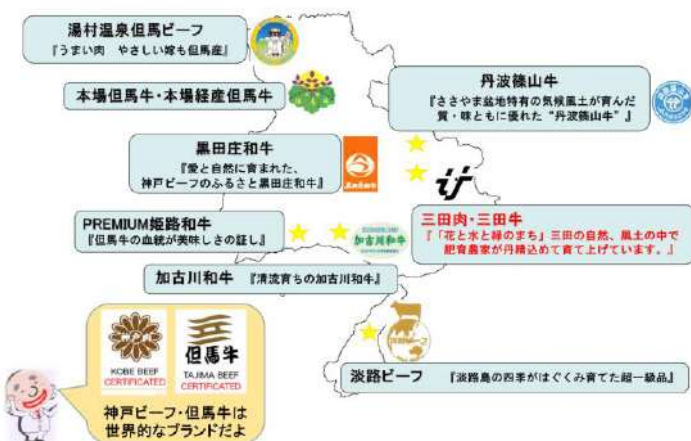 湯村温泉但馬ビーフ
『うまい肉 やさしい嫁も但馬産』
本場但馬牛・本場経産但馬牛
丹波篠山牛
『ささやま盆地特有の気候風土が育んだ
質・味ともに優れた“丹波篠山牛”』
黒田庄和牛
『愛と自然に育まれた、
神戸ビーフのふるさと黒田庄和牛』
三田肉・三田牛
『「花と水と緑のまち」三田の自然、風土の中で
肥育農家が丹精込めて育て上げています。』
PREMIUM姫路和牛
『但馬牛の血統が美味しさの証し』
加古川和牛
加古川和牛 『清流育ちの加古川和牛』
淡路ビーフ
淡路ビーフ 『淡路島の四季がはぐくみ育てた超一級品』
KOBE BEEF
CERTIFIED
但馬牛
TAJIMA BEEF
CERTIFIED
神戸ビーフ・但馬牛は
世界的なブランドだよ